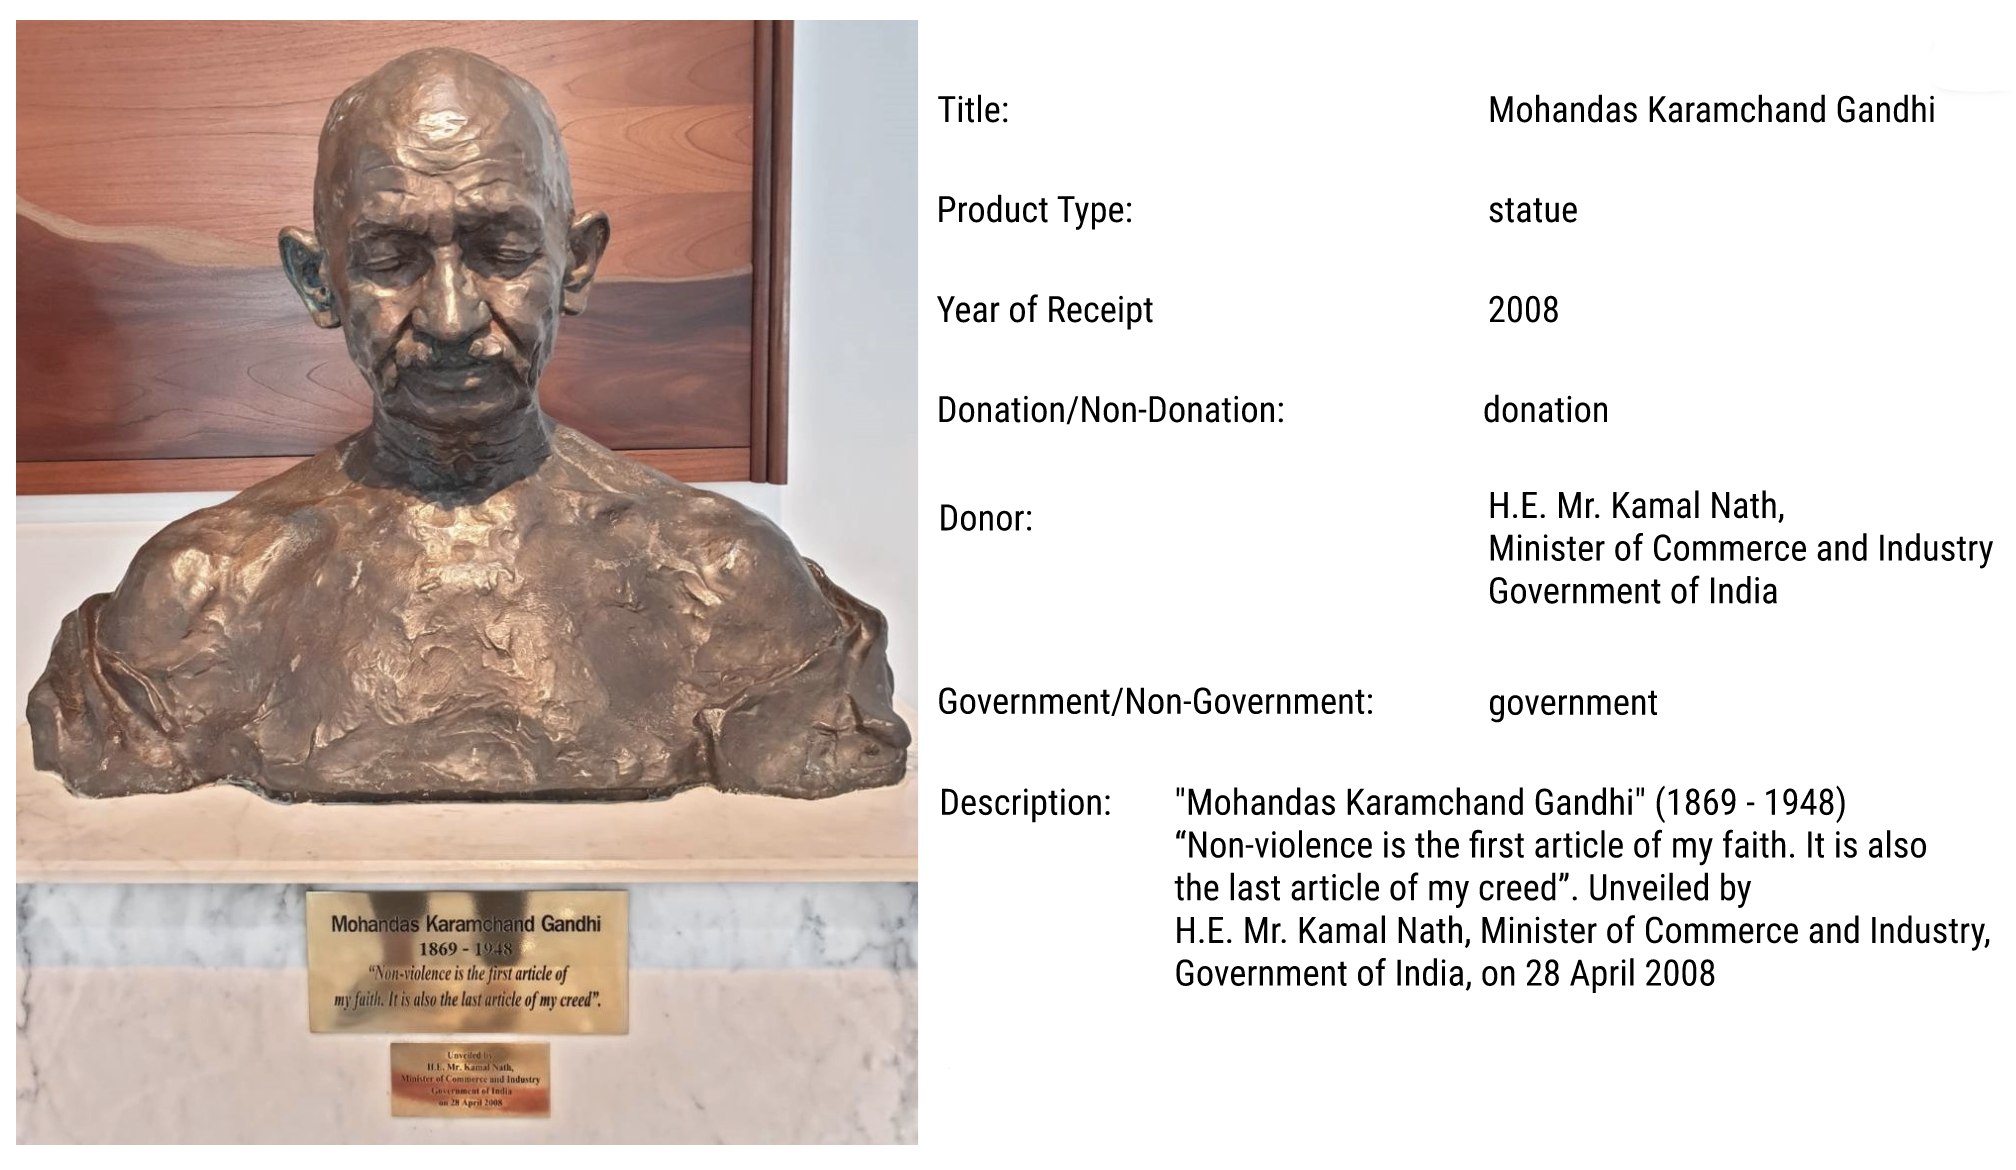 Title: Mohandas Karamchand Gandhi
Product Type: statue
Year of Receipt 2008
Donation/Non-Donation: donation
Donor: H.E. Mr. Kamal Nath,
Minister of Commerce and Industry
Government of India
Government/Non-Government: government
Description: "Mohandas Karamchand Gandhi" (1869 - 1948)
“Non-violence is the first article of my faith. It is also
the last article of my creed”. Unveiled by
H.E. Mr. Kamal Nath, Minister of Commerce and Industry,
Government of India, on 28 April 2008
Mohandas Karamchand Gandhi
1869 - 1948
“Non-violence is the first article of
my faith. It is also the last article of my creed”.
Unveiled by
H.E. Mr. Kamal Nath,
Minister of Commerce and Industry
Government of India
on 28 April 2008